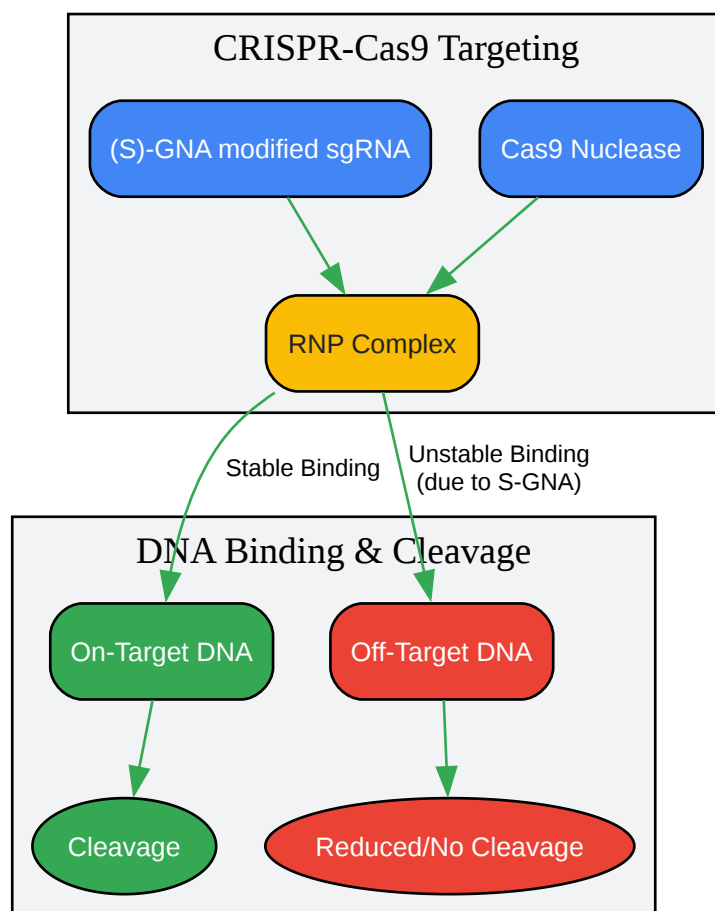 CRISPR-Cas9 Targeting
(S)-GNA modified sgRNA
Cas9 Nuclease
RNP Complex
Stable Binding
Unstable Binding
(due to S-GNA)
DNA Binding & Cleavage
On-Target DNA
Off-Target DNA
Cleavage
Reduced/No Cleavage